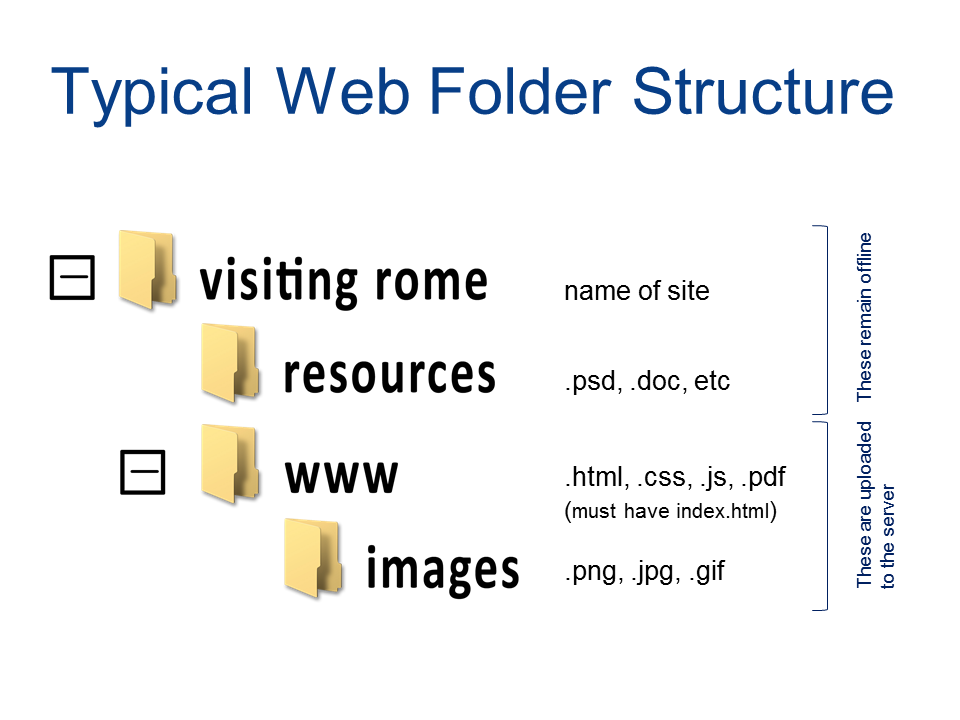 Typical Web Folder Structure
visiting rome
name of site
resources
.psd, .doc, etc
These remain offline
www
.html, .css, .js, .pdf
(must have index.html)
images
.png, .jpg, .gif
These are uploaded
to the server